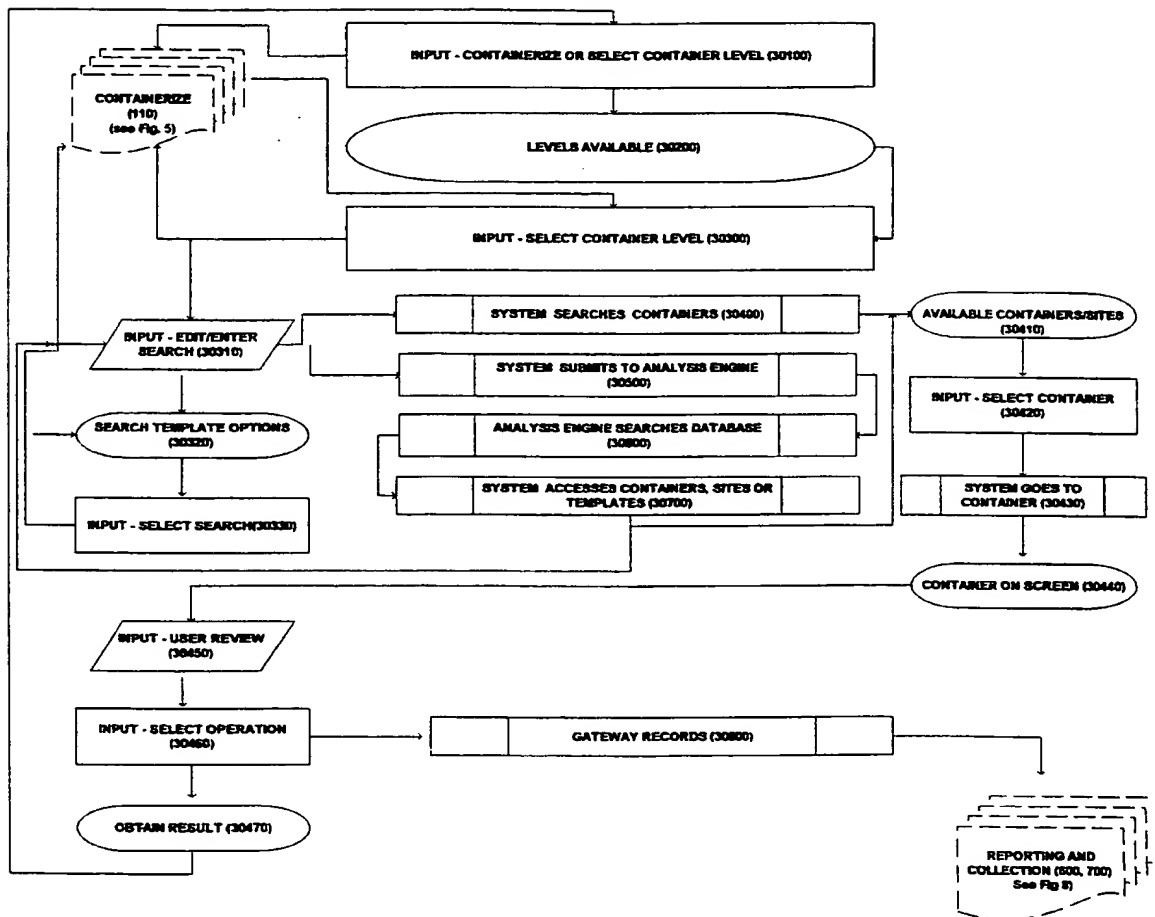 INPUT - CONTAINERIZE OR SELECT CONTAINER LEVEL (30100)
CONTAINERIZE
(110)
(see Fig. 5)
LEVELS AVAILABLE (30200)
INPUT - SELECT CONTAINER LEVEL (30300)
INPUT - EDIT/ENTER
SEARCH (30310)
SYSTEM SEARCHES CONTAINERS (30400)
AVAILABLE CONTAINERS/SITES
(30410)
SYSTEM SUBMITS TO ANALYSIS ENGINE
(30500)
INPUT - SELECT CONTAINER
(30420)
SEARCH TEMPLATE OPTIONS
(30320)
ANALYSIS ENGINE SEARCHES DATABASE
(30600)
SYSTEM ACCESSES CONTAINERS, SITES OR
TEMPLATES (30700)
SYSTEM GOES TO
CONTAINER (30430)
INPUT - SELECT SEARCH(30330)
CONTAINER ON SCREEN (30440)
INPUT - USER REVIEW
(30450)
INPUT - SELECT OPERATION
(30460)
GATEWAY RECORDS (30800)
OBTAIN RESULT (30470)
REPORTING AND
COLLECTION (600, 700)
See Fig 8)